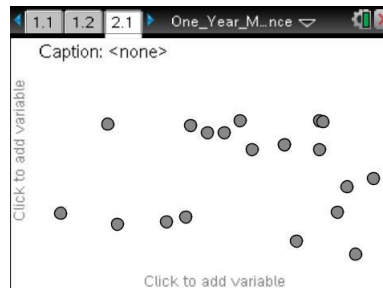 1.1 1.2 2.1 One_Year_M...nce
Caption: <none>
Click to add variable
Click to add variable